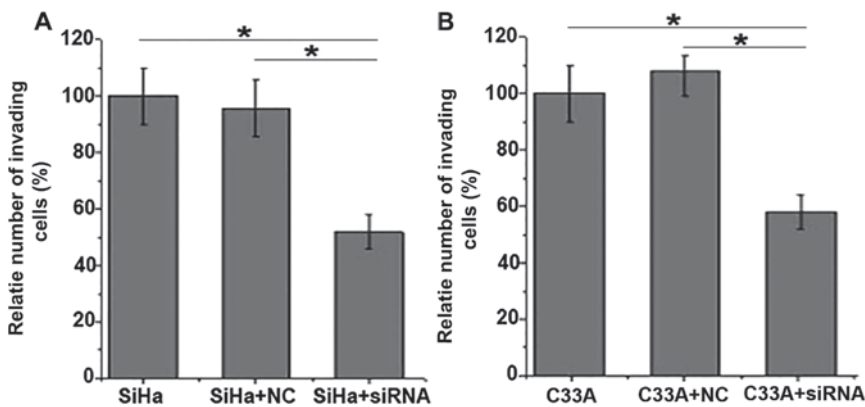 A
Relatie number of invading
cells (%)
120
100
80
60
40
20
0
*
*
SiHa
SiHa+NC
SiHa+siRNA
B
Relatie number of invading
cells (%)
120
100
80
60
40
20
0
*
*
C33A
C33A+NC
C33A+siRNA